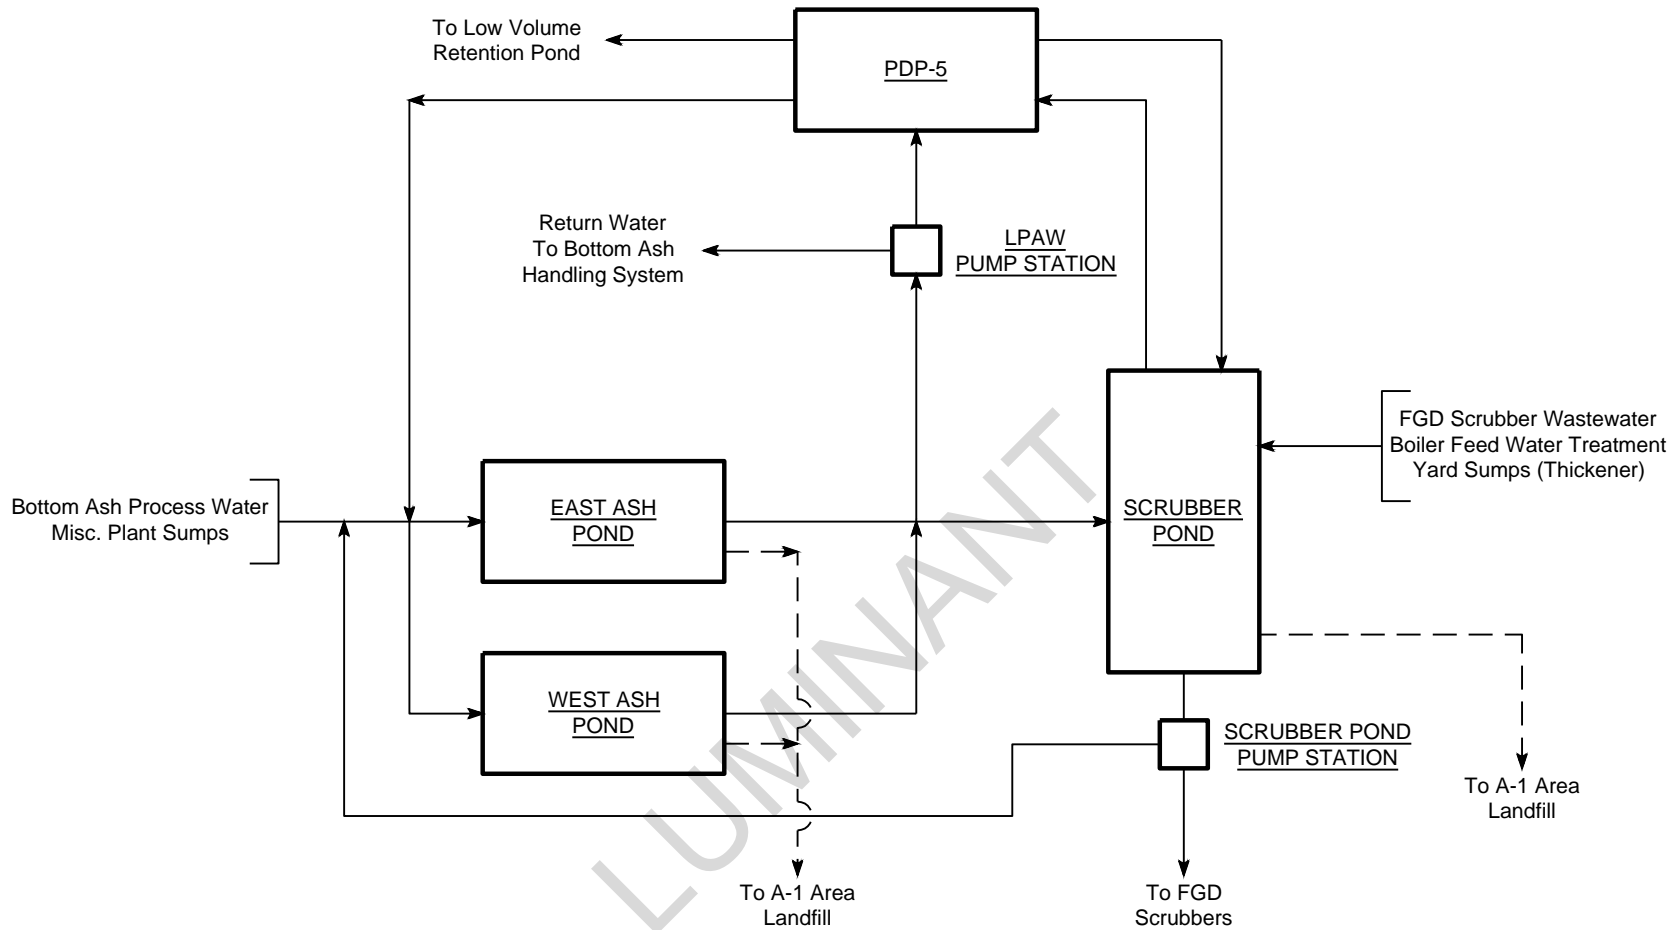 To Low Volume
Retention Pond
PDP-5
Return Water
To Bottom Ash
Handling System
LPAW
PUMP STATION
FGD Scrubber Wastewater
Boiler Feed Water Treatment
Yard Sumps (Thickener)
Bottom Ash Process Water
Misc. Plant Sumps
EAST ASH
POND
SCRUBBER
POND
WEST ASH
POND
SCRUBBER POND
PUMP STATION
To A-1 Area
Landfill
To A-1 Area
Landfill
To FGD
Scrubbers
LUMINANT